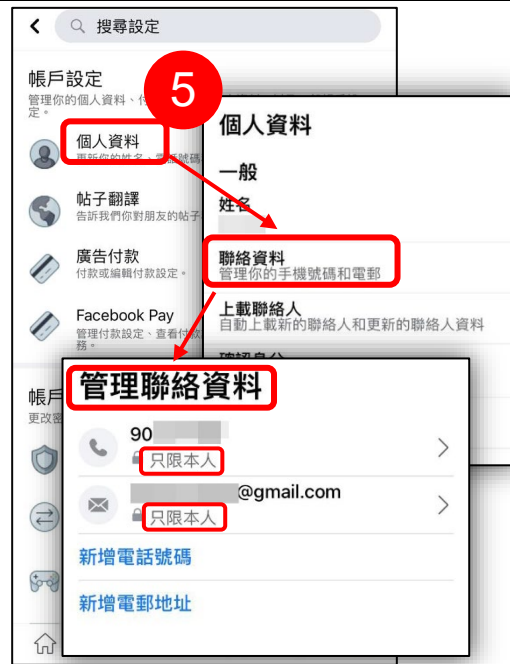 搜尋設定
帳戶設定
管理你的個人資料、
定。
5
個人資料
更新你的姓名、電話號碼
帖子翻譯
告訴我們你對朋友的帖子
廣告付款
付款或編輯付款設定。
Facebook Pay
管理付款設定、查看付款
務。
帳戶
更改密
個人資料
一般
姓名
聯絡資料
管理你的手機號碼和電郵
上載聯絡人
自動上載新的聯絡人和更新的聯絡人資料
確認身分
管理聯絡資料
90
只限本人
@gmail.com
只限本人
新增電話號碼
新增電郵地址